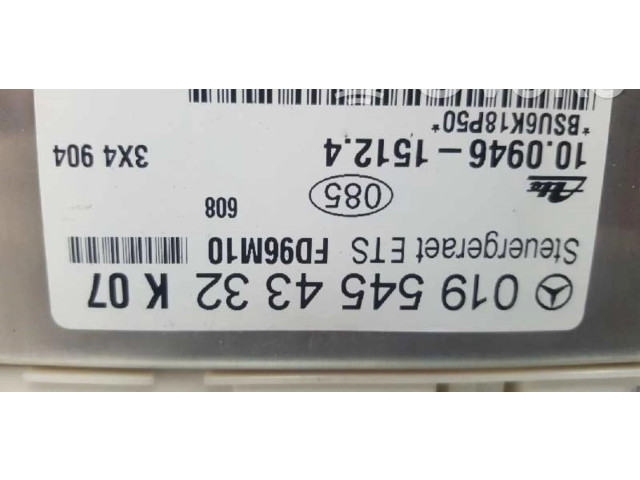 019 545 43 32 K 07
Steuergeraet ETS FD96M10
085 608
Ate 10.0946-1512.4 3X4 904
*BSU6K18P50*